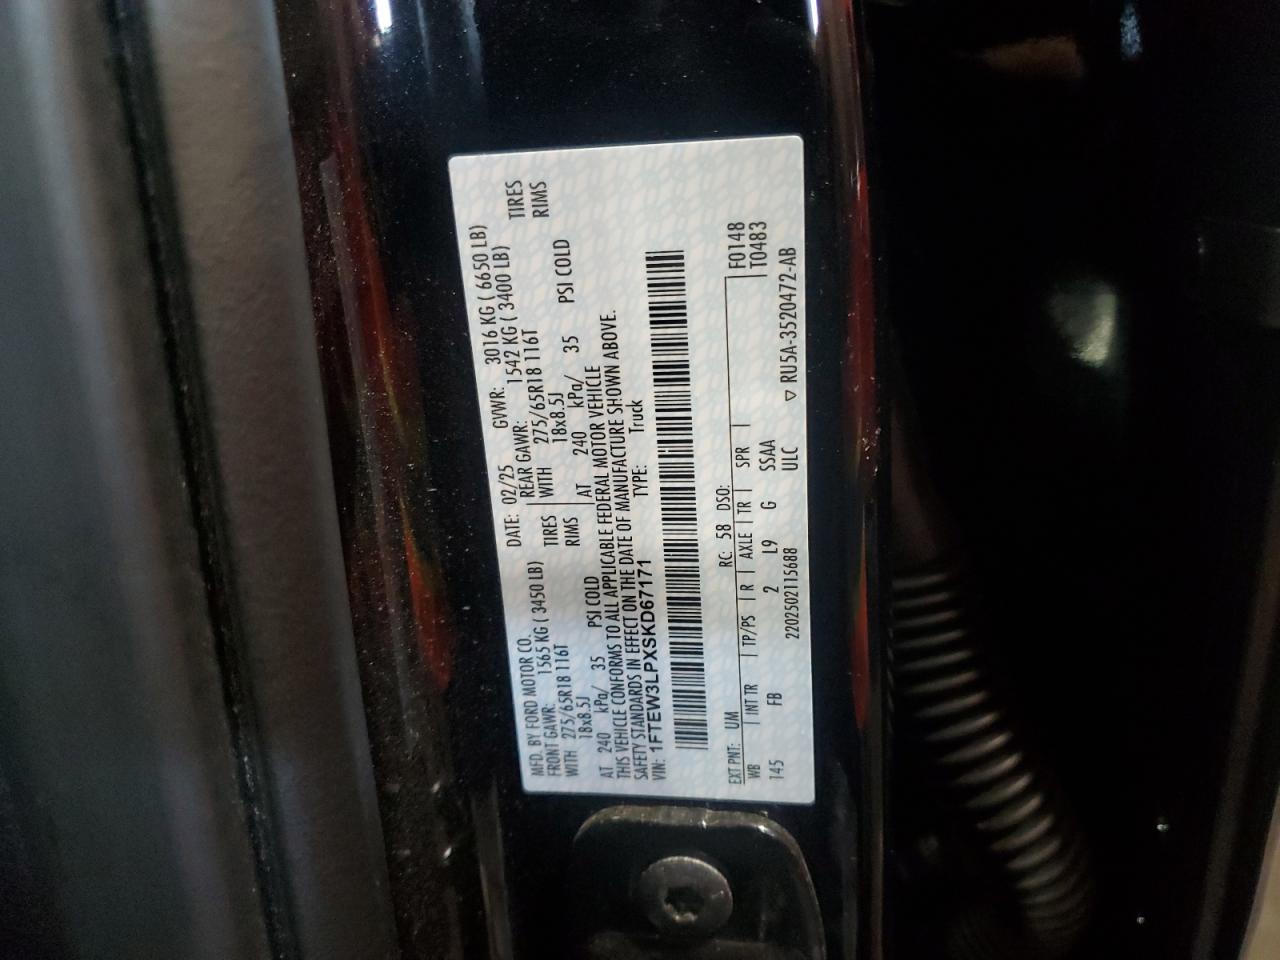 MFD. BY FORD MOTOR CO.
DATE: 02/25 GVWR: 3016 KG ( 6650 LB)
FRONT GAWR: 1565 KG ( 3450 LB) REAR GAWR: 1542 KG ( 3400 LB)
WITH 275/65R18 116T TIRES WITH 275/65R18 116T TIRES
18x8.5J RIMS 18x8.5J RIMS
AT 240 kPa/ 35 PSI COLD AT 240 kPa/ 35 PSI COLD
THIS VEHICLE CONFORMS TO ALL APPLICABLE FEDERAL MOTOR VEHICLE
SAFETY STANDARDS IN EFFECT ON THE DATE OF MANUFACTURE SHOWN ABOVE.
VIN: 1FTEW3LPXSKD67171 TYPE: Truck
EXT PNT: UM RC: 58 DSO: F0148
WB INT TR TP/PS R AXLE TR SPR T0483
145 FB 2 L9 G SSAA
2202502115688 ULC ▽ RU5A-3520472-AB